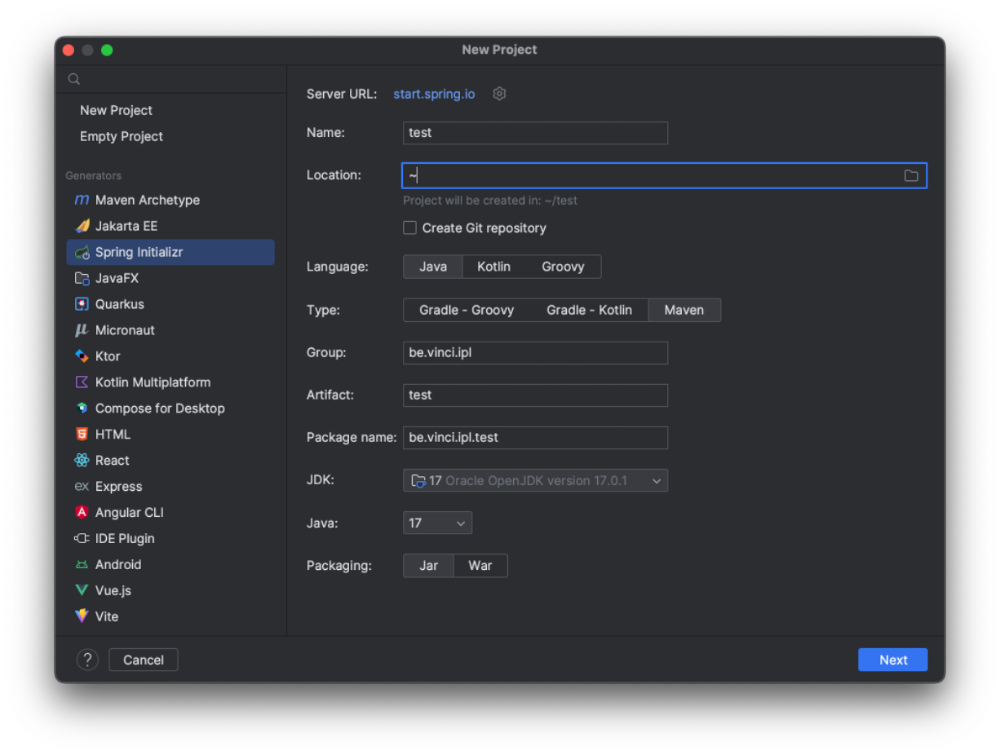 New Project
New Project
Empty Project
Generators
Maven Archetype
Jakarta EE
Spring Initializr
JavaFX
Quarkus
Micronaut
Ktor
Kotlin Multiplatform
Compose for Desktop
HTML
React
Express
Angular CLI
IDE Plugin
Android
Vue.js
Vite
Server URL: start.spring.io
Name: test
Location: ~
Project will be created in: ~/test
Create Git repository
Language: Java Kotlin Groovy
Type: Gradle - Groovy Gradle - Kotlin Maven
Group: be.vinci.ipl
Artifact: test
Package name: be.vinci.ipl.test
JDK: 17 Oracle OpenJDK version 17.0.1
Java: 17
Packaging: Jar War
? Cancel Next